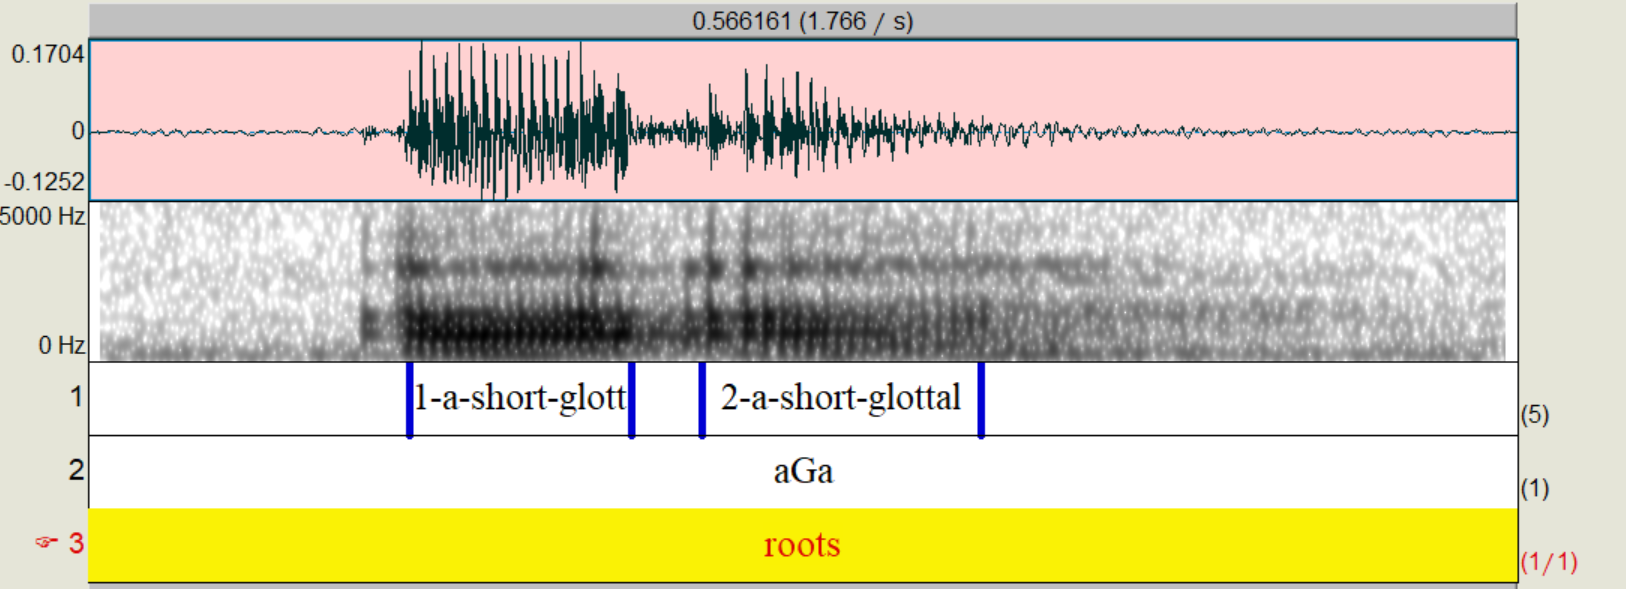 0.566161 (1.766 / s)
0.1704
0
-0.1252
5000 Hz
0 Hz
1 1-a-short-glott 2-a-short-glottal (5)
2 aGa (1)
☞ 3 roots (1/1)